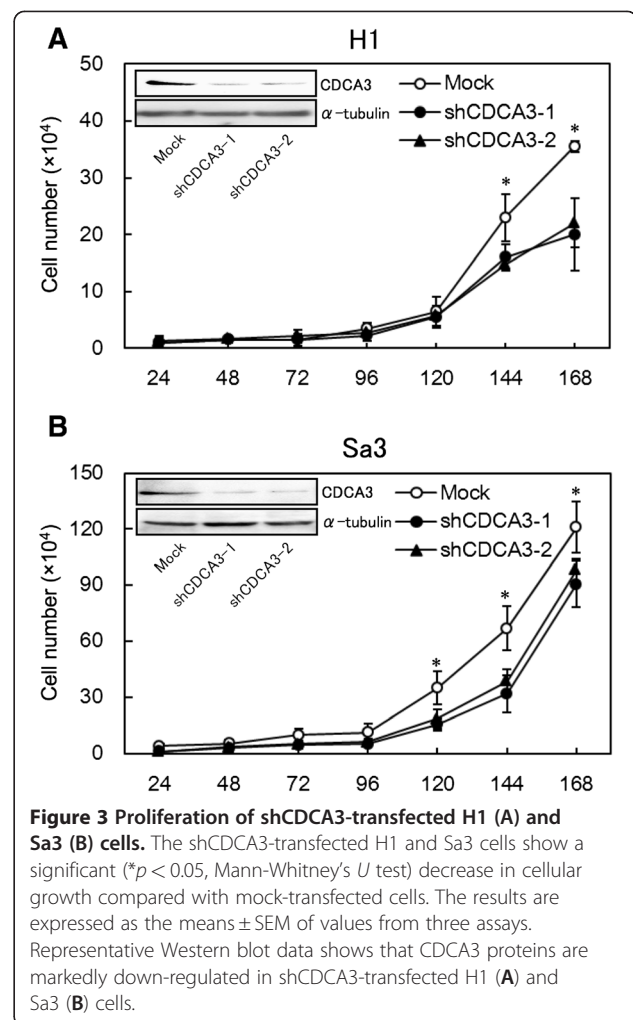 A
H1
Cell number (×10⁴)
50
40
30
20
10
0
24 48 72 96 120 144 168
CDCA3
α-tubulin
Mock
shCDCA3-1
shCDCA3-2
Mock
shCDCA3-1
shCDCA3-2
*
*
B
Sa3
Cell number (×10⁴)
150
120
90
60
30
0
24 48 72 96 120 144 168
CDCA3
α-tubulin
Mock
shCDCA3-1
shCDCA3-2
Mock
shCDCA3-1
shCDCA3-2
*
*
*
Figure 3 Proliferation of shCDCA3-transfected H1 (A) and
Sa3 (B) cells. The shCDCA3-transfected H1 and Sa3 cells show a
significant (*p < 0.05, Mann-Whitney's U test) decrease in cellular
growth compared with mock-transfected cells. The results are
expressed as the means ± SEM of values from three assays.
Representative Western blot data shows that CDCA3 proteins are
markedly down-regulated in shCDCA3-transfected H1 (A) and
Sa3 (B) cells.